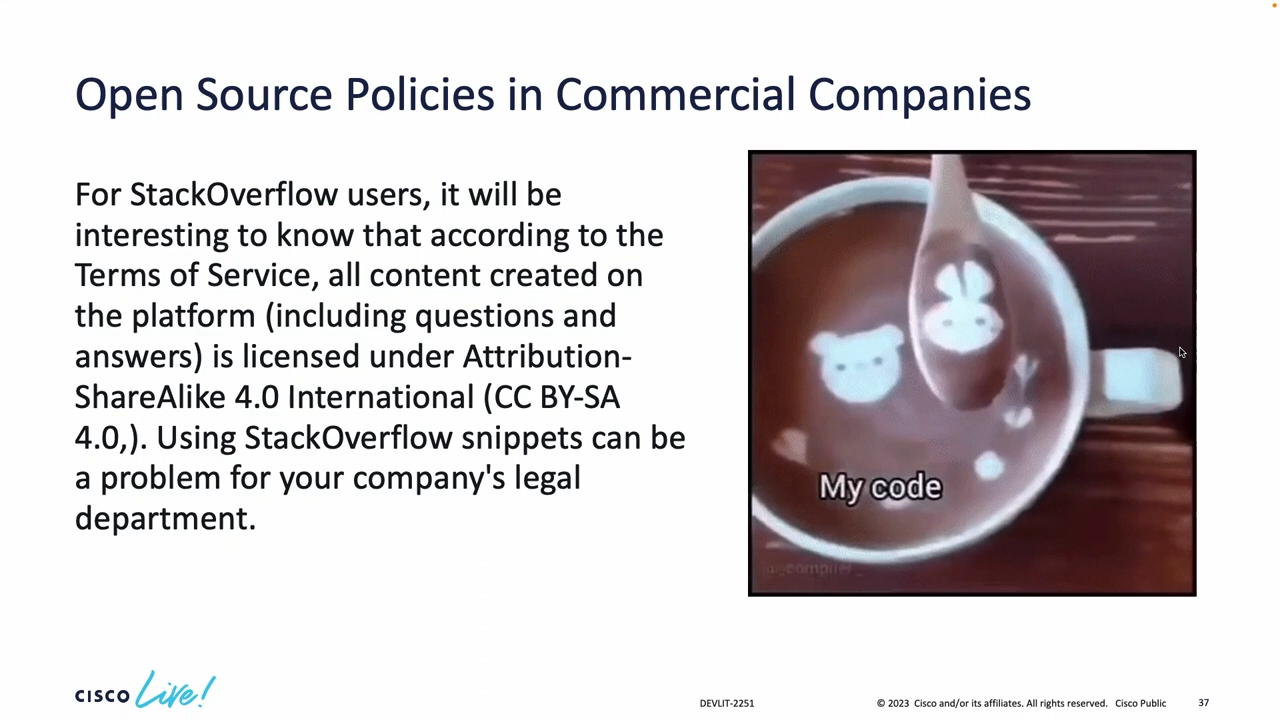 Open Source Policies in Commercial Companies
For StackOverflow users, it will be
interesting to know that according to the
Terms of Service, all content created on
the platform (including questions and
answers) is licensed under Attribution-
ShareAlike 4.0 International (CC BY-SA
4.0,). Using StackOverflow snippets can be
a problem for your company's legal
department.
My code
CISCO Live!
DEVLIT-2251
© 2023 Cisco and/or its affiliates. All rights reserved. Cisco Public
37